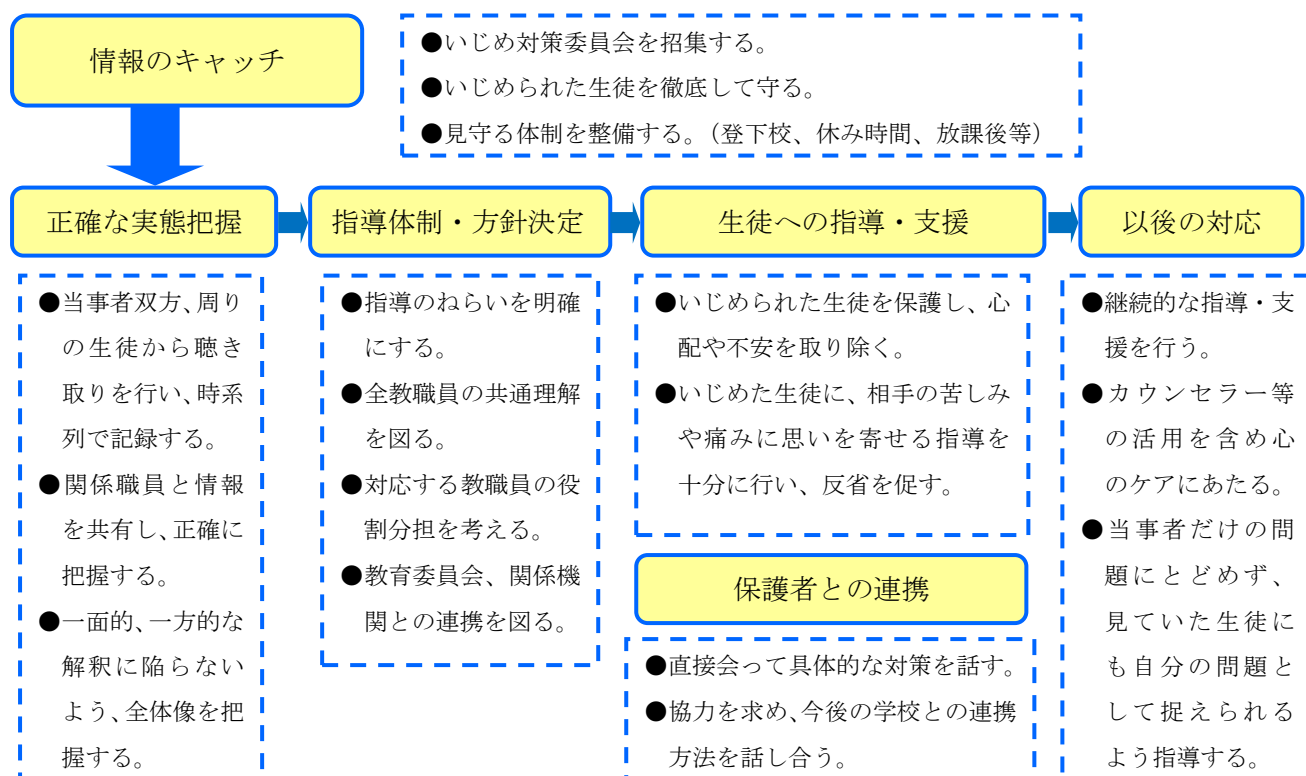 情報のキャッチ
●いじめ対策委員会を招集する。
●いじめられた生徒を徹底して守る。
●見守る体制を整備する。（登下校、休み時間、放課後等）
正確な実態把握
●当事者双方、周り
の生徒から聴き
取りを行い、時系
列で記録する。
●関係職員と情報
を共有し、正確に
把握する。
●一面的、一方的な
解釈に陥らない
よう、全体像を把
握する。
指導体制・方針決定
●指導のねらいを明確
にする。
●全教職員の共通理解
を図る。
●対応する教職員の役
割分担を考える。
●教育委員会、関係機
関との連携を図る。
生徒への指導・支援
●いじめられた生徒を保護し、心
配や不安を取り除く。
●いじめた生徒に、相手の苦しみ
や痛みに思いを寄せる指導を
十分に行い、反省を促す。
保護者との連携
●直接会って具体的な対策を話す。
●協力を求め、今後の学校との連携
方法を話し合う。
以後の対応
●継続的な指導・支
援を行う。
●カウンセラー等
の活用を含め心
のケアにあたる。
●当事者だけの問
題にとどめず、
見ていた生徒に
も自分の問題と
して捉えられる
よう指導する。